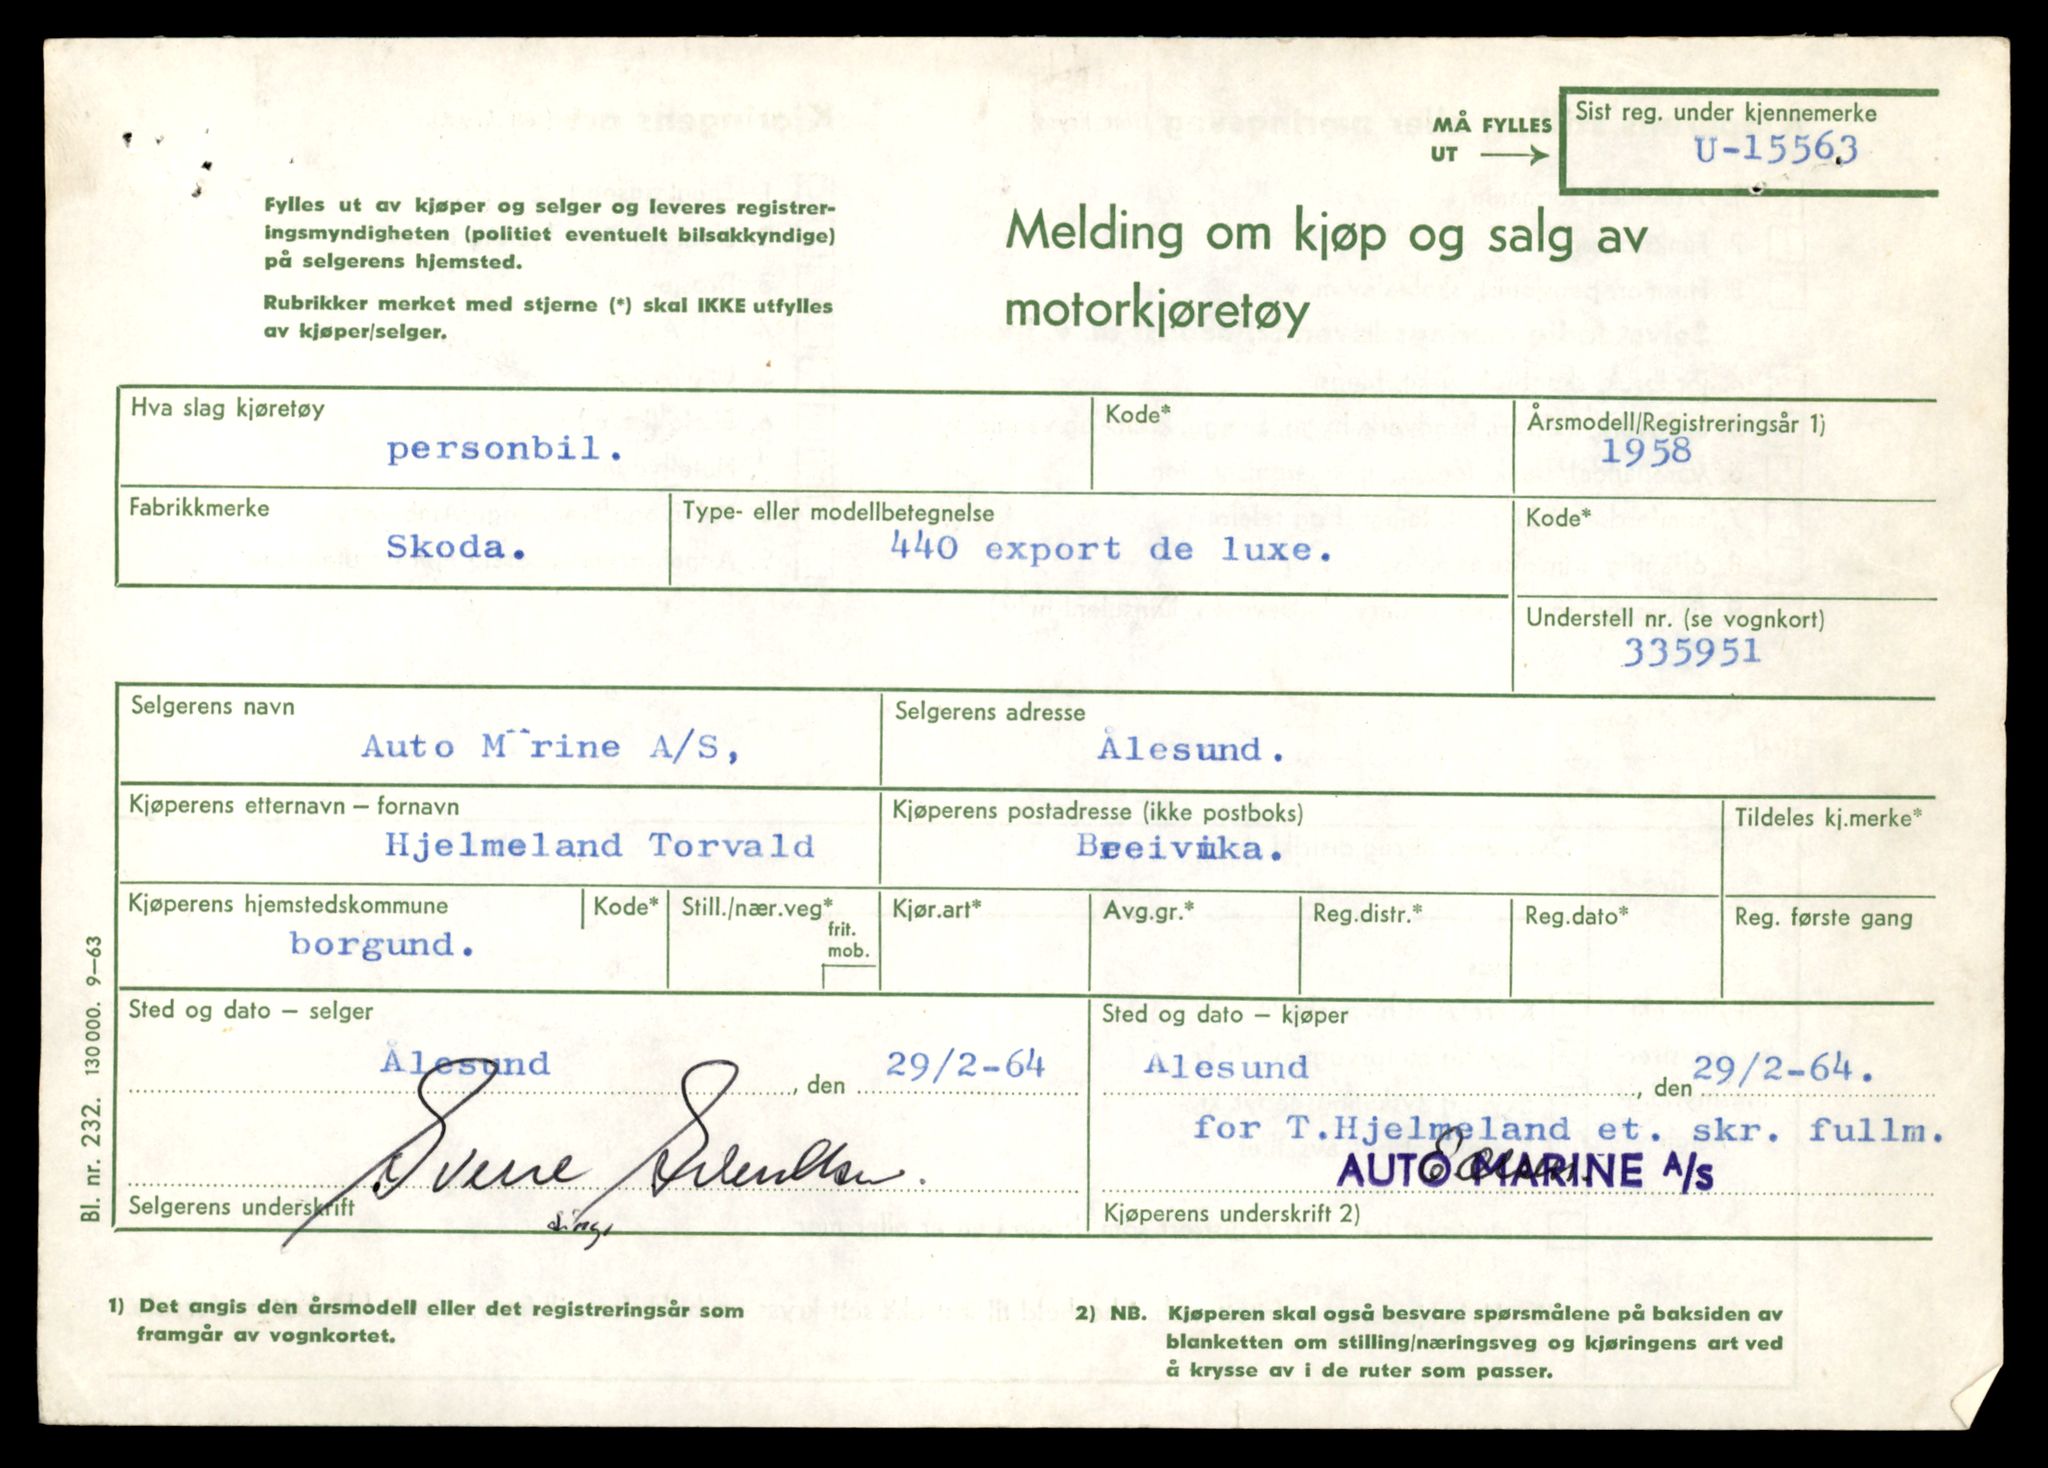 MÅ FYLLES UT
Sist reg. under kjennemerke
U-15563
Fylles ut av kjøper og selger og leveres registrer-
ingsmyndigheten (politiet eventuelt bilsakkyndige)
på selgerens hjemsted.
Rubrikker merket med stjerne (*) skal IKKE utfylles
av kjøper/selger.
Melding om kjøp og salg av
motorkjøretøy
Hva slag kjøretøy
personbil.
Kode*
Årsmodell/Registreringsår 1)
1958
Fabrikkmerke
Skoda.
Type- eller modellbetegnelse
440 export de luxe.
Kode*
Understell nr. (se vognkort)
335951
Selgerens navn
Auto M¨rine A/S,
Selgerens adresse
Ålesund.
Kjøperens etternavn – fornavn
Hjelmeland Torvald
Kjøperens postadresse (ikke postboks)
Breivika.
Tildeles kj.merke*
Kjøperens hjemstedskommune
borgund.
Kode*
Still./nær.veg*
frit.
mob.
Kjør.art*
Avg.gr.*
Reg.distr.*
Reg.dato*
Reg. første gang
Sted og dato – selger
Ålesund, den 29/2-64
Sverre
Selgerens underskrift
Sted og dato – kjøper
Alesund, den 29/2-64.
for T.Hjelmeland et. skr. fullm.
AUTO MARINE A/S
Kjøperens underskrift 2)
Bl. nr. 232. 130 000. 9–63
1) Det angis den årsmodell eller det registreringsår som
framgår av vognkortet.
2) NB. Kjøperen skal også besvare spørsmålene på baksiden av
blanketten om stilling/næringsveg og kjøringens art ved
å krysse av i de ruter som passer.